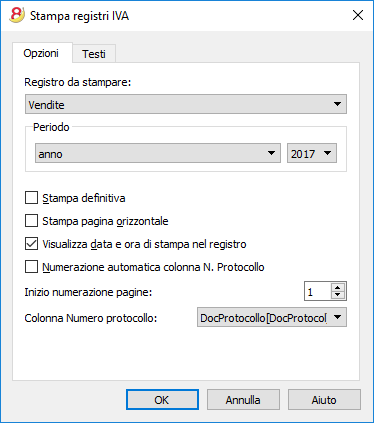 Stampa registri IVA
Opzioni Testi
Registro da stampare:
Vendite
Periodo
anno 2017
Stampa definitiva
Stampa pagina orizzontale
Visualizza data e ora di stampa nel registro
Numerazione automatica colonna N. Protocollo
Inizio numerazione pagine: 1
Colonna Numero protocollo: DocProtocollo[DocProtocol
OK Annulla Aiuto